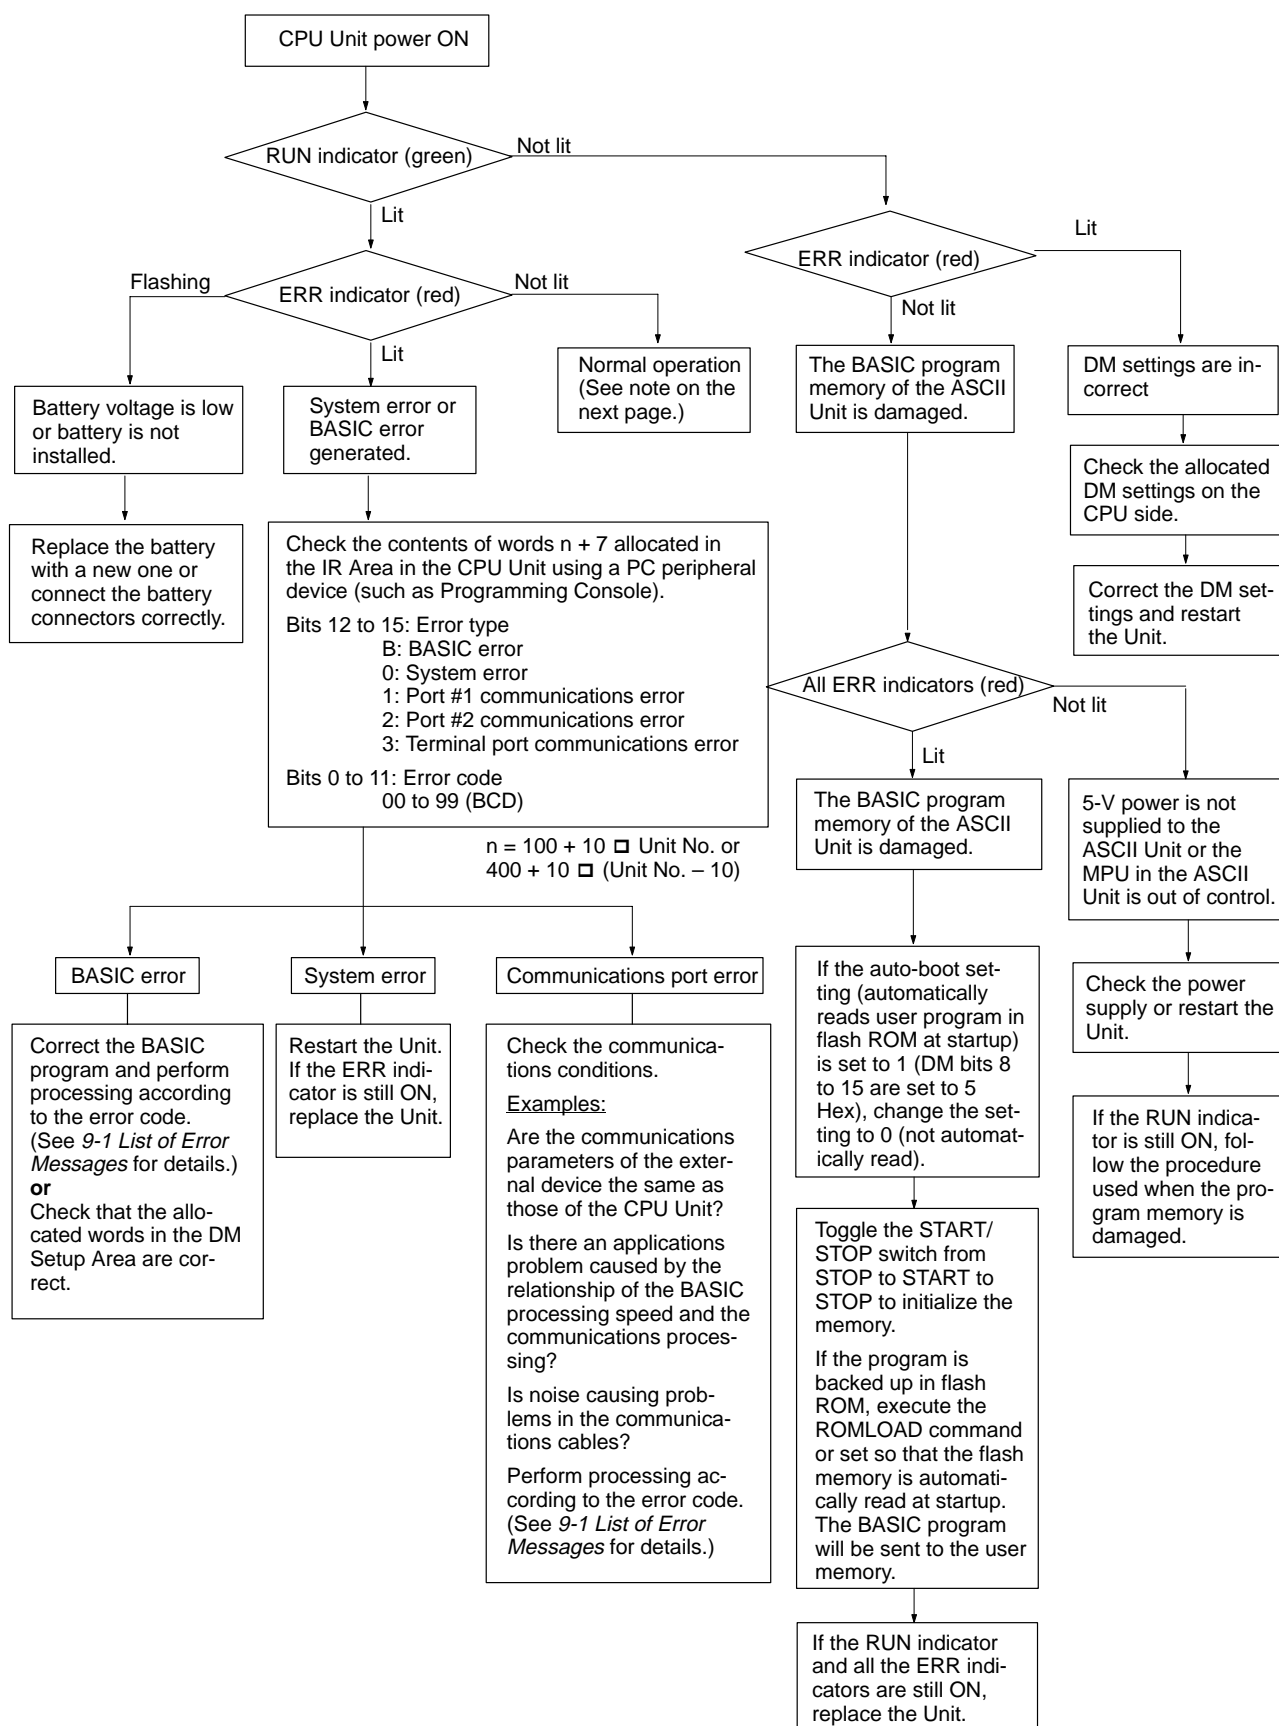 CPU Unit power ON
RUN indicator (green)
Not lit
Lit
ERR indicator (red)
Flashing
Not lit
Lit
ERR indicator (red)
Lit
Not lit
Battery voltage is low
or battery is not
installed.
Replace the battery
with a new one or
connect the battery
connectors correctly.
System error or
BASIC error
generated.
Normal operation
(See note on the
next page.)
The BASIC program
memory of the ASCII
Unit is damaged.
DM settings are in-
correct
Check the allocated
DM settings on the
CPU side.
Correct the DM set-
tings and restart
the Unit.
Check the contents of words n + 7 allocated in
the IR Area in the CPU Unit using a PC peripheral
device (such as Programming Console).
Bits 12 to 15: Error type
B: BASIC error
0: System error
1: Port #1 communications error
2: Port #2 communications error
3: Terminal port communications error
Bits 0 to 11: Error code
00 to 99 (BCD)
n = 100 + 10 □ Unit No. or
400 + 10 □ (Unit No. – 10)
All ERR indicators (red)
Not lit
Lit
The BASIC program
memory of the ASCII
Unit is damaged.
5-V power is not
supplied to the
ASCII Unit or the
MPU in the ASCII
Unit is out of control.
BASIC error
System error
Communications port error
Correct the BASIC
program and perform
processing according
to the error code.
(See 9-1 List of Error
Messages for details.)
or
Check that the allo-
cated words in the DM
Setup Area are cor-
rect.
Restart the Unit.
If the ERR indi-
cator is still ON,
replace the Unit.
Check the communica-
tions conditions.
Examples:
Are the communications
parameters of the exter-
nal device the same as
those of the CPU Unit?
Is there an applications
problem caused by the
relationship of the BASIC
processing speed and the
communications proces-
sing?
Is noise causing prob-
lems in the communica-
tions cables?
Perform processing ac-
cording to the error code.
(See 9-1 List of Error
Messages for details.)
If the auto-boot set-
ting (automatically
reads user program in
flash ROM at startup)
is set to 1 (DM bits 8
to 15 are set to 5
Hex), change the set-
ting to 0 (not automat-
ically read).
Toggle the START/
STOP switch from
STOP to START to
STOP to initialize the
memory.
If the program is
backed up in flash
ROM, execute the
ROMLOAD command
or set so that the flash
memory is automati-
cally read at startup.
The BASIC program
will be sent to the user
memory.
If the RUN indicator
and all the ERR indi-
cators are still ON,
replace the Unit.
Check the power
supply or restart the
Unit.
If the RUN indica-
tor is still ON, fol-
low the procedure
used when the pro-
gram memory is
damaged.